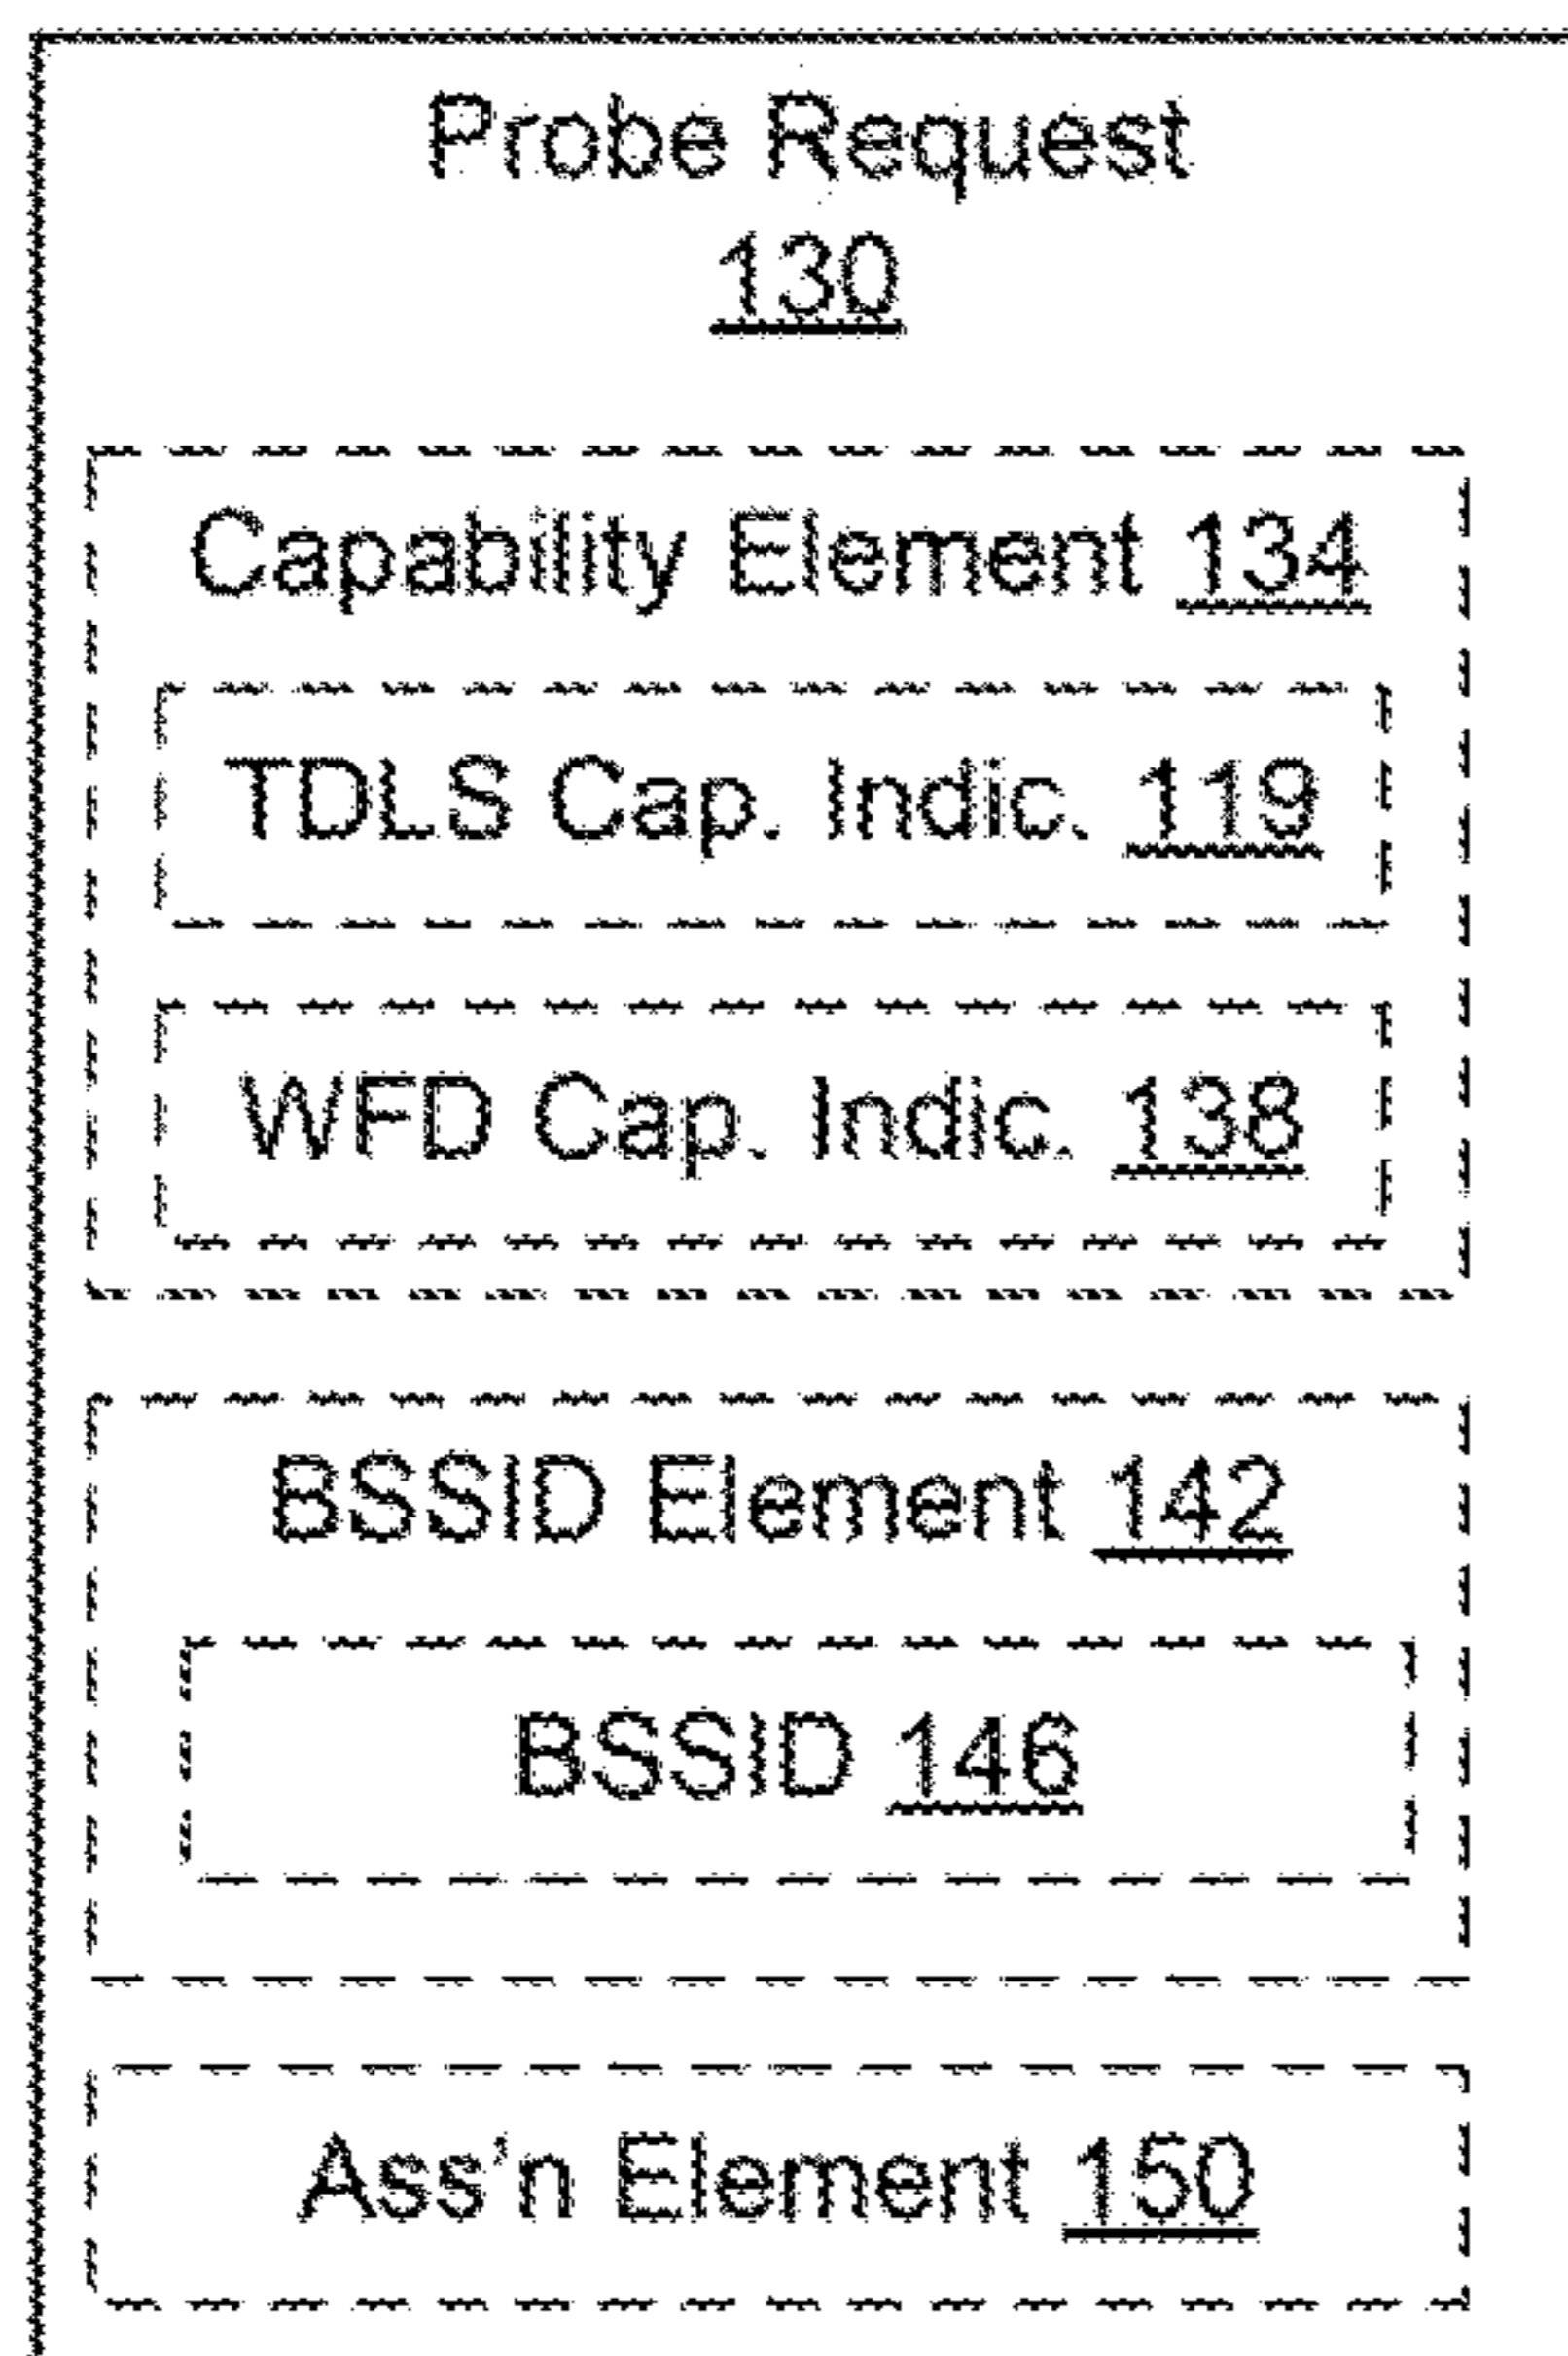 Probe Request
130
Capability Element 134
TDLS Cap. Indic. 119
WFD Cap. Indic. 138
BSSID Element 142
BSSID 146
Ass'n Element 150